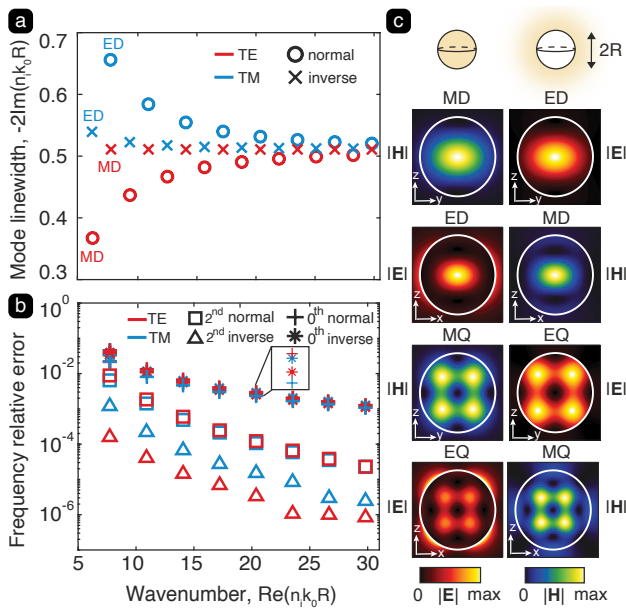 a
Mode linewidth, -2Im(nᵢk₀R)
0.7
0.6
0.5
0.4
0.3
ED
ED
MD
MD
TE
TM
normal
inverse
b
Frequency relative error
10⁰
10⁻²
10⁻⁴
10⁻⁶
TE
TM
2ⁿᵈ normal
2ⁿᵈ inverse
0ᵗʰ normal
0ᵗʰ inverse
5 10 15 20 25 30
Wavenumber, Re(nᵢk₀R)
c
2R
MD ED
|H| z y z y |E|
ED MD
|E| z x z x |H|
MQ EQ
|H| z y z y |E|
EQ MQ
|E| z x z x |H|
0 |E| max 0 |H| max